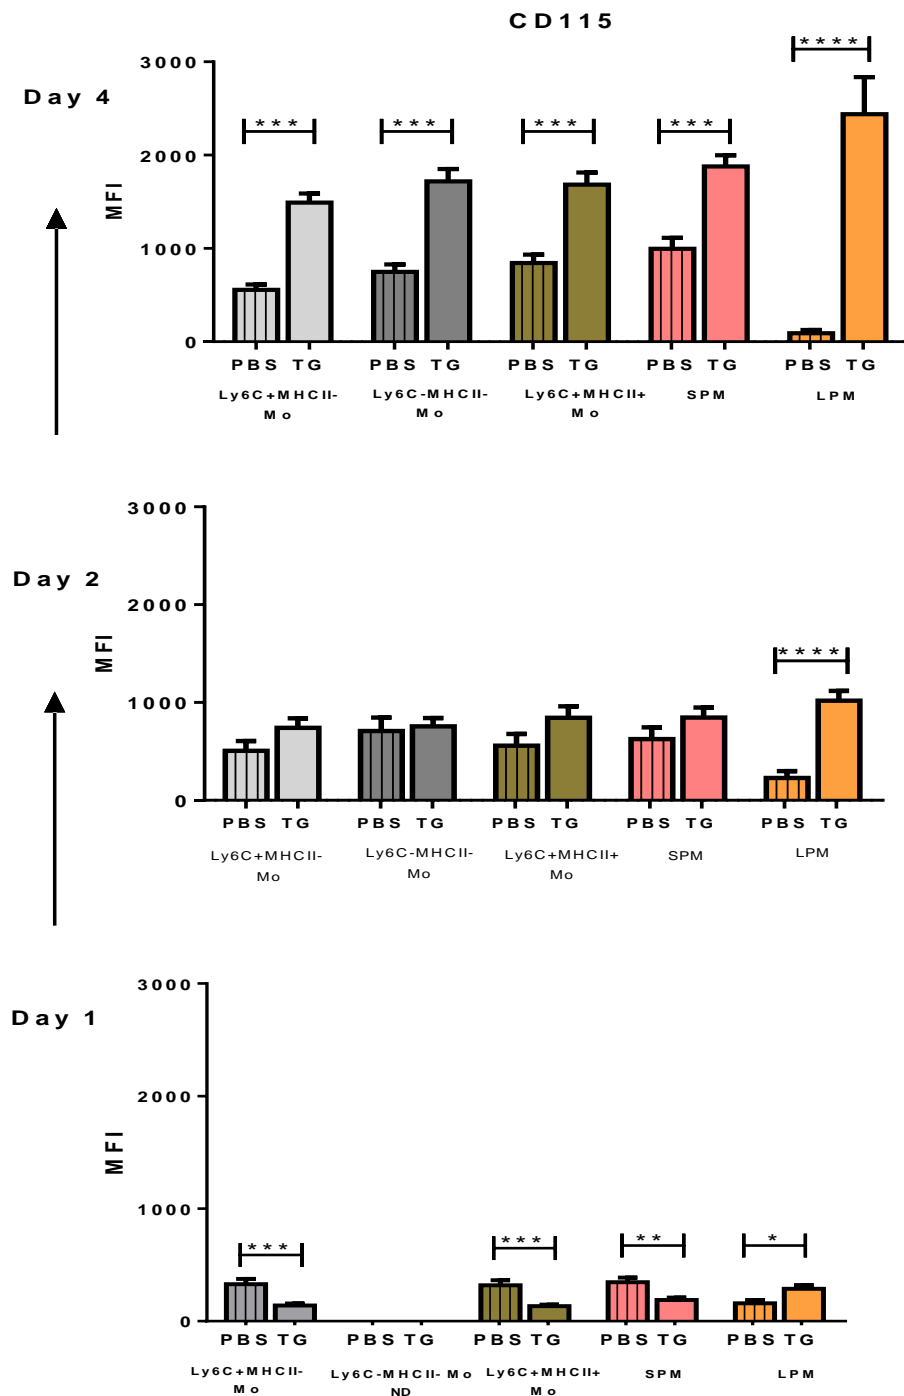 CD115
Day 4
MFI
3000
2000
1000
0
***
***
***
***
****
PBS TG PBS TG PBS TG PBS TG PBS TG
Ly6C+MHCII-
Mo
Ly6C-MHCII-
Mo
Ly6C+MHCII+
Mo
SPM
LPM
Day 2
MFI
3000
2000
1000
0
****
PBS TG PBS TG PBS TG PBS TG PBS TG
Ly6C+MHCII-
Mo
Ly6C-MHCII-
Mo
Ly6C+MHCII+
Mo
SPM
LPM
Day 1
MFI
3000
2000
1000
0
***
***
**
*
PBS TG PBS TG PBS TG PBS TG PBS TG
Ly6C+MHCII-
Mo
Ly6C-MHCII- Mo
ND
Ly6C+MHCII+
Mo
SPM
LPM